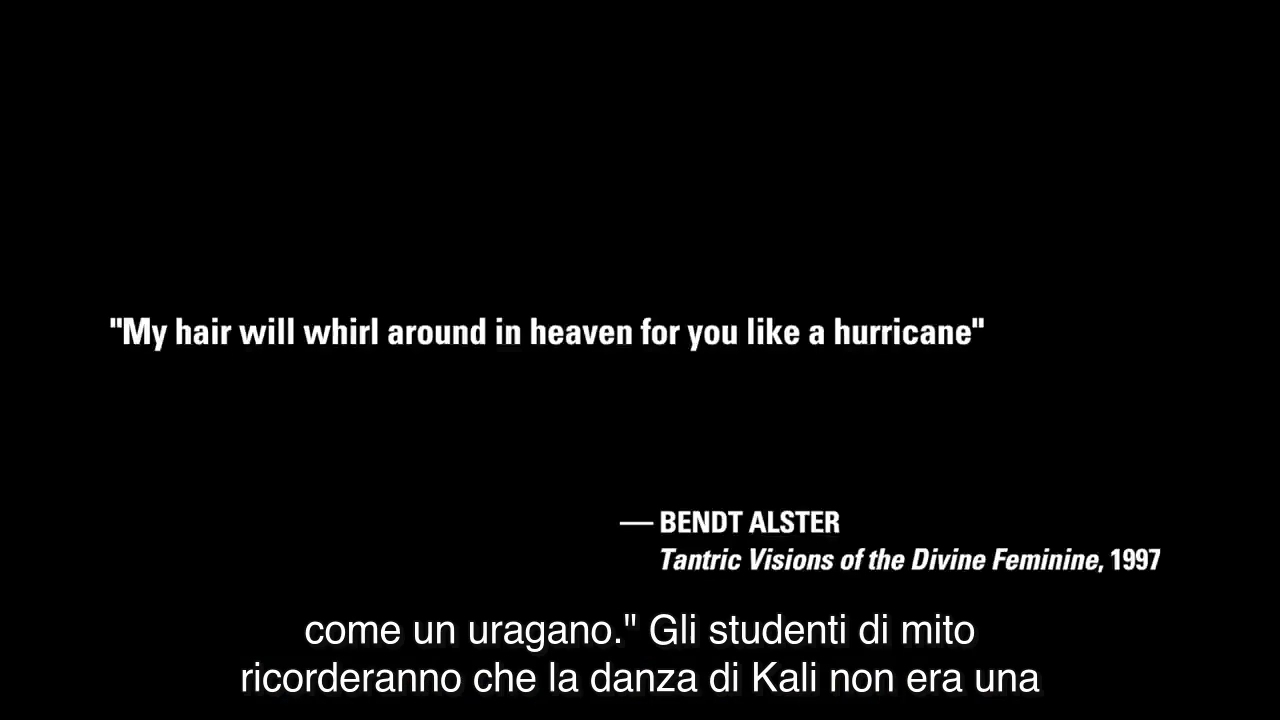 "My hair will whirl around in heaven for you like a hurricane"
— BENDT ALSTER
Tantric Visions of the Divine Feminine, 1997
come un uragano." Gli studenti di mito
ricorderanno che la danza di Kali non era una